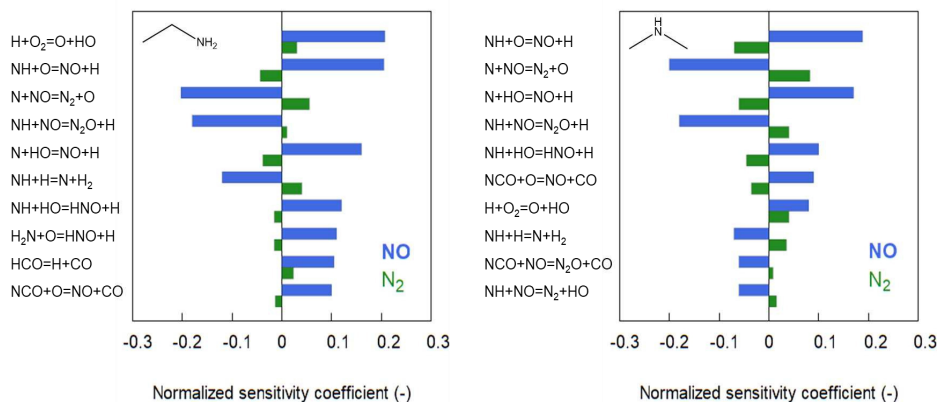 H+O₂=O+HO
NH+O=NO+H
N+NO=N₂+O
NH+NO=N₂O+H
N+HO=NO+H
NH+H=N+H₂
NH+HO=HNO+H
H₂N+O=HNO+H
HCO=H+CO
NCO+O=NO+CO
NH₂
NO
N₂
-0.3 -0.2 -0.1 0 0.1 0.2 0.3
Normalized sensitivity coefficient (-)
NH+O=NO+H
N+NO=N₂+O
N+HO=NO+H
NH+NO=N₂O+H
NH+HO=HNO+H
NCO+O=NO+CO
H+O₂=O+HO
NH+H=N+H₂
NCO+NO=N₂O+CO
NH+NO=N₂+HO
H
N
NO
N₂
-0.3 -0.2 -0.1 0 0.1 0.2 0.3
Normalized sensitivity coefficient (-)